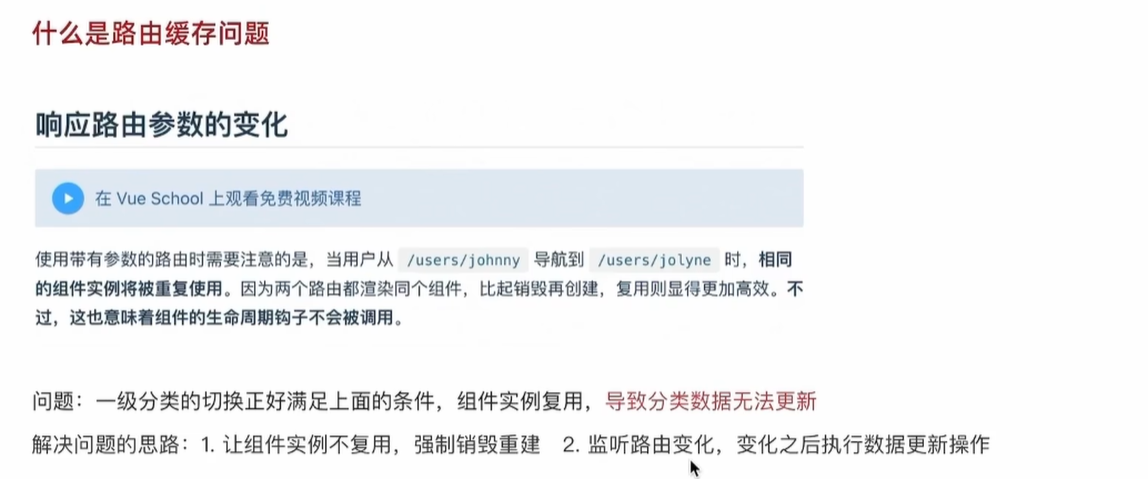 什么是路由缓存问题
响应路由参数的变化
在 Vue School 上观看免费视频课程
使用带有参数的路由时需要注意的是，当用户从 /users/johnny 导航到 /users/jolyne 时，相同
的组件实例将被重复使用。因为两个路由都渲染同个组件，比起销毁再创建，复用则显得更加高效。不
过，这也意味着组件的生命周期钩子不会被调用。
问题：一级分类的切换正好满足上面的条件，组件实例复用，导致分类数据无法更新
解决问题的思路：1. 让组件实例不复用，强制销毁重建 2. 监听路由变化，变化之后执行数据更新操作